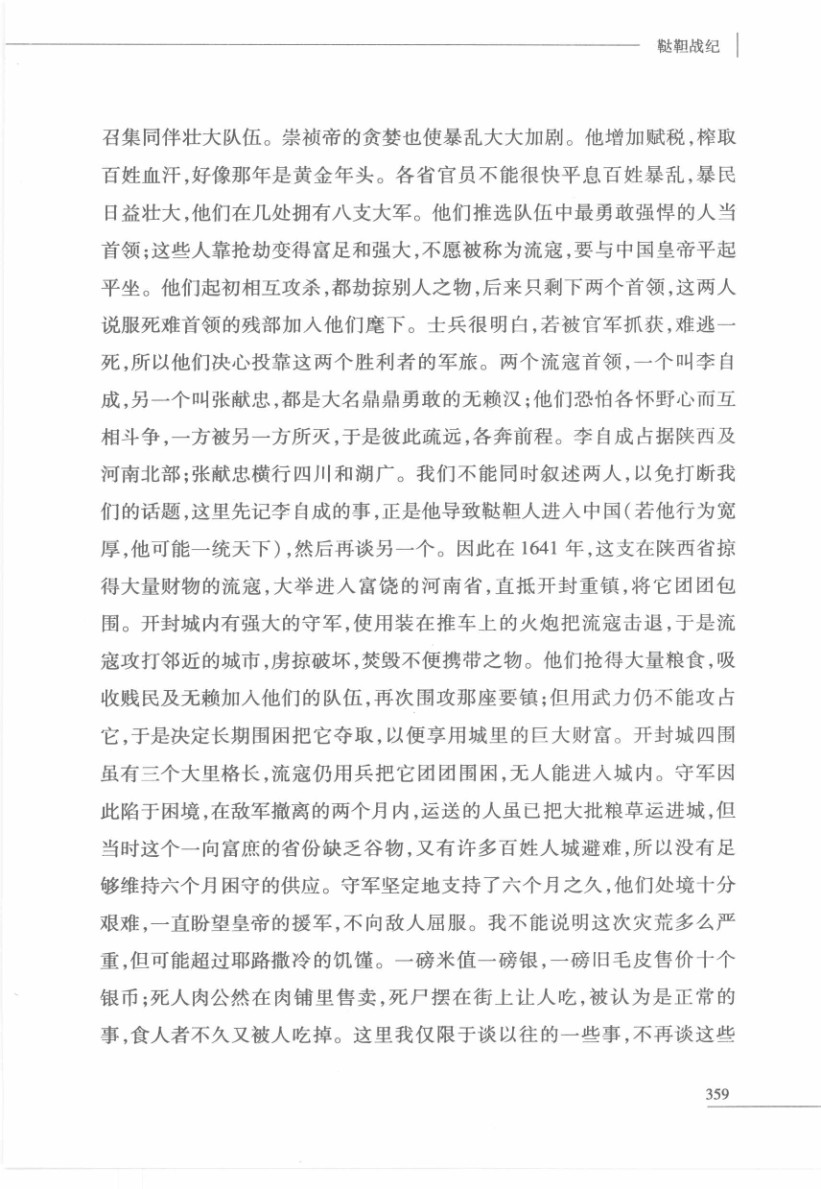 鞑靼战纪
召集同伴壮大队伍。崇祯帝的贪婪也使暴乱大大加剧。他增加赋税,榨取
百姓血汗,好像那年是黄金年头。各省官员不能很快平息百姓暴乱,暴民
日益壮大,他们在几处拥有八支大军。他们推选队伍中最勇敢强悍的人当
首领;这些人靠抢劫变得富足和强大,不愿被称为流寇,要与中国皇帝平起
平坐。他们起初相互攻杀,都劫掠别人之物,后来只剩下两个首领,这两人
说服死难首领的残部加入他们麾下。士兵很明白,若被官军抓获,难逃一
死,所以他们决心投靠这两个胜利者的军旅。两个流寇首领,一个叫李自
成,另一个叫张献忠,都是大名鼎鼎勇敢的无赖汉;他们恐怕各怀野心而互
相斗争,一方被另一方所灭,于是彼此疏远,各奔前程。李自成占据陕西及
河南北部;张献忠横行四川和湖广。我们不能同时叙述两人,以免打断我
们的话题,这里先记李自成的事,正是他导致鞑靼人进入中国(若他行为宽
厚,他可能一统天下),然后再谈另一个。因此在 1641 年,这支在陕西省掠
得大量财物的流寇,大举进入富饶的河南省,直抵开封重镇,将它团团包
围。开封城内有强大的守军,使用装在推车上的火炮把流寇击退,于是流
寇攻打邻近的城市,虏掠破坏,焚毁不便携带之物。他们抢得大量粮食,吸
收贱民及无赖加入他们的队伍,再次围攻那座要镇;但用武力仍不能攻占
它,于是决定长期围困把它夺取,以便享用城里的巨大财富。开封城四围
虽有三个大里格长,流寇仍用兵把它团团围困,无人能进入城内。守军因
此陷于困境,在敌军撤离的两个月内,运送的人虽已把大批粮草运进城,但
当时这个一向富庶的省份缺乏谷物,又有许多百姓人城避难,所以没有足
够维持六个月困守的供应。守军坚定地支持了六个月之久,他们处境十分
艰难,一直盼望皇帝的援军,不向敌人屈服。我不能说明这次灾荒多么严
重,但可能超过耶路撒冷的饥馑。一磅米值一磅银,一磅旧毛皮售价十个
银币;死人肉公然在肉铺里售卖,死尸摆在街上让人吃,被认为是正常的
事,食人者不久又被人吃掉。这里我仅限于谈以往的一些事,不再谈这些
359